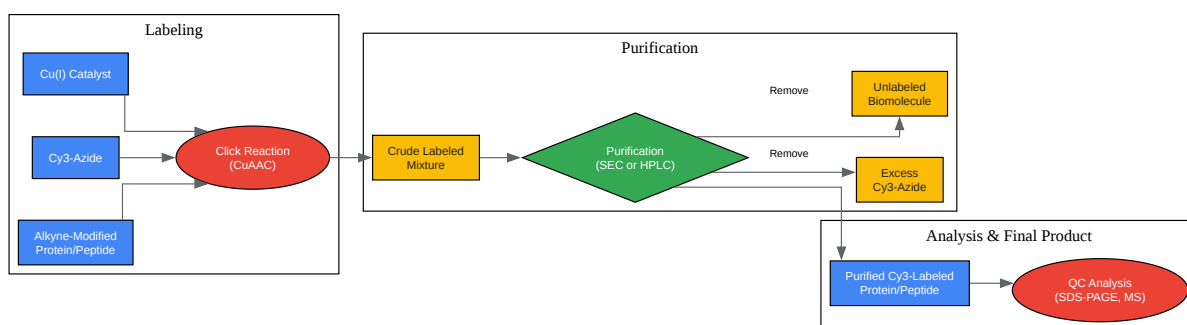 Labeling
Cu(I) Catalyst
Cy3-Azide
Alkyne-Modified
Protein/Peptide
Click Reaction
(CuAAC)
Purification
Crude Labeled
Mixture
Purification
(SEC or HPLC)
Remove
Unlabeled
Biomolecule
Remove
Excess
Cy3-Azide
Analysis & Final Product
Purified Cy3-Labeled
Protein/Peptide
QC Analysis
(SDS-PAGE, MS)